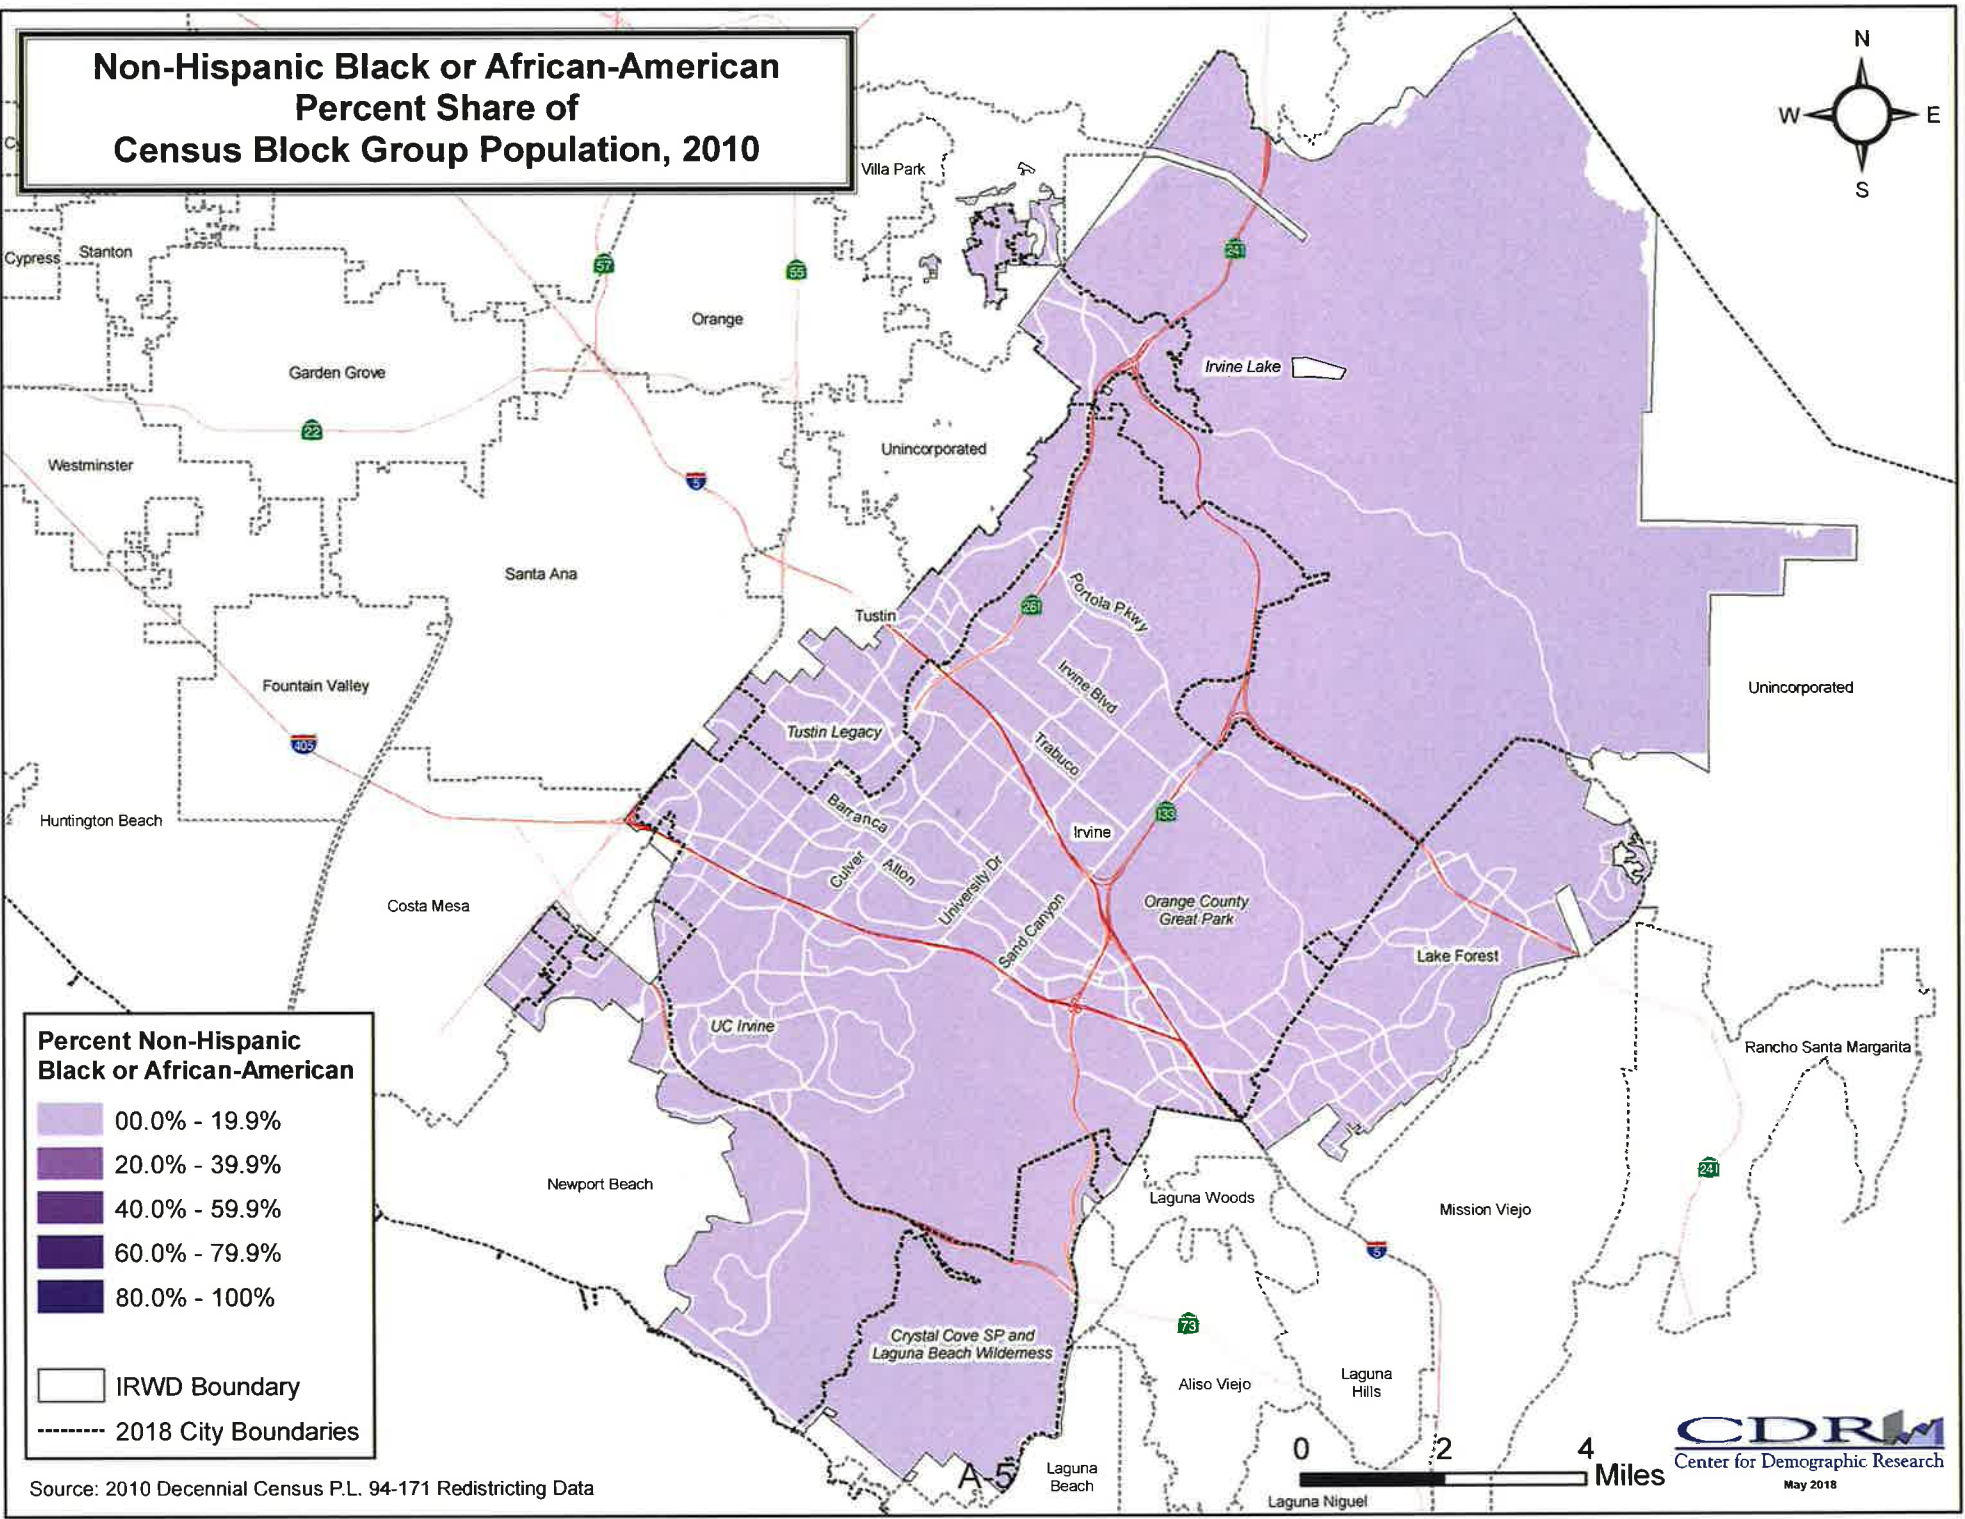 Non-Hispanic Black or African-American
Percent Share of
Census Block Group Population, 2010
N
W
E
S
Villa Park
Cypress
Stanton
57
55
241
Orange
Irvine Lake
Garden Grove
22
Unincorporated
Westminster
5
Santa Ana
Portola Pkwy
261
Tustin
Irvine Blvd
Fountain Valley
Unincorporated
Tustin Legacy
405
Trabuco
Barranca
133
Huntington Beach
Irvine
Culver
Alton
University Dr
Costa Mesa
Orange County
Great Park
Sand Canyon
Lake Forest
UC Irvine
Rancho Santa Margarita
Percent Non-Hispanic
Black or African-American
00.0% - 19.9%
20.0% - 39.9%
40.0% - 59.9%
60.0% - 79.9%
80.0% - 100%
IRWD Boundary
2018 City Boundaries
241
Newport Beach
Laguna Woods
Mission Viejo
5
73
Crystal Cove SP and
Laguna Beach Wilderness
Aliso Viejo
Laguna
Hills
0 2 4
Miles
CDR
Center for Demographic Research
May 2018
A-5
Laguna
Beach
Laguna Niguel
Source: 2010 Decennial Census P.L. 94-171 Redistricting Data